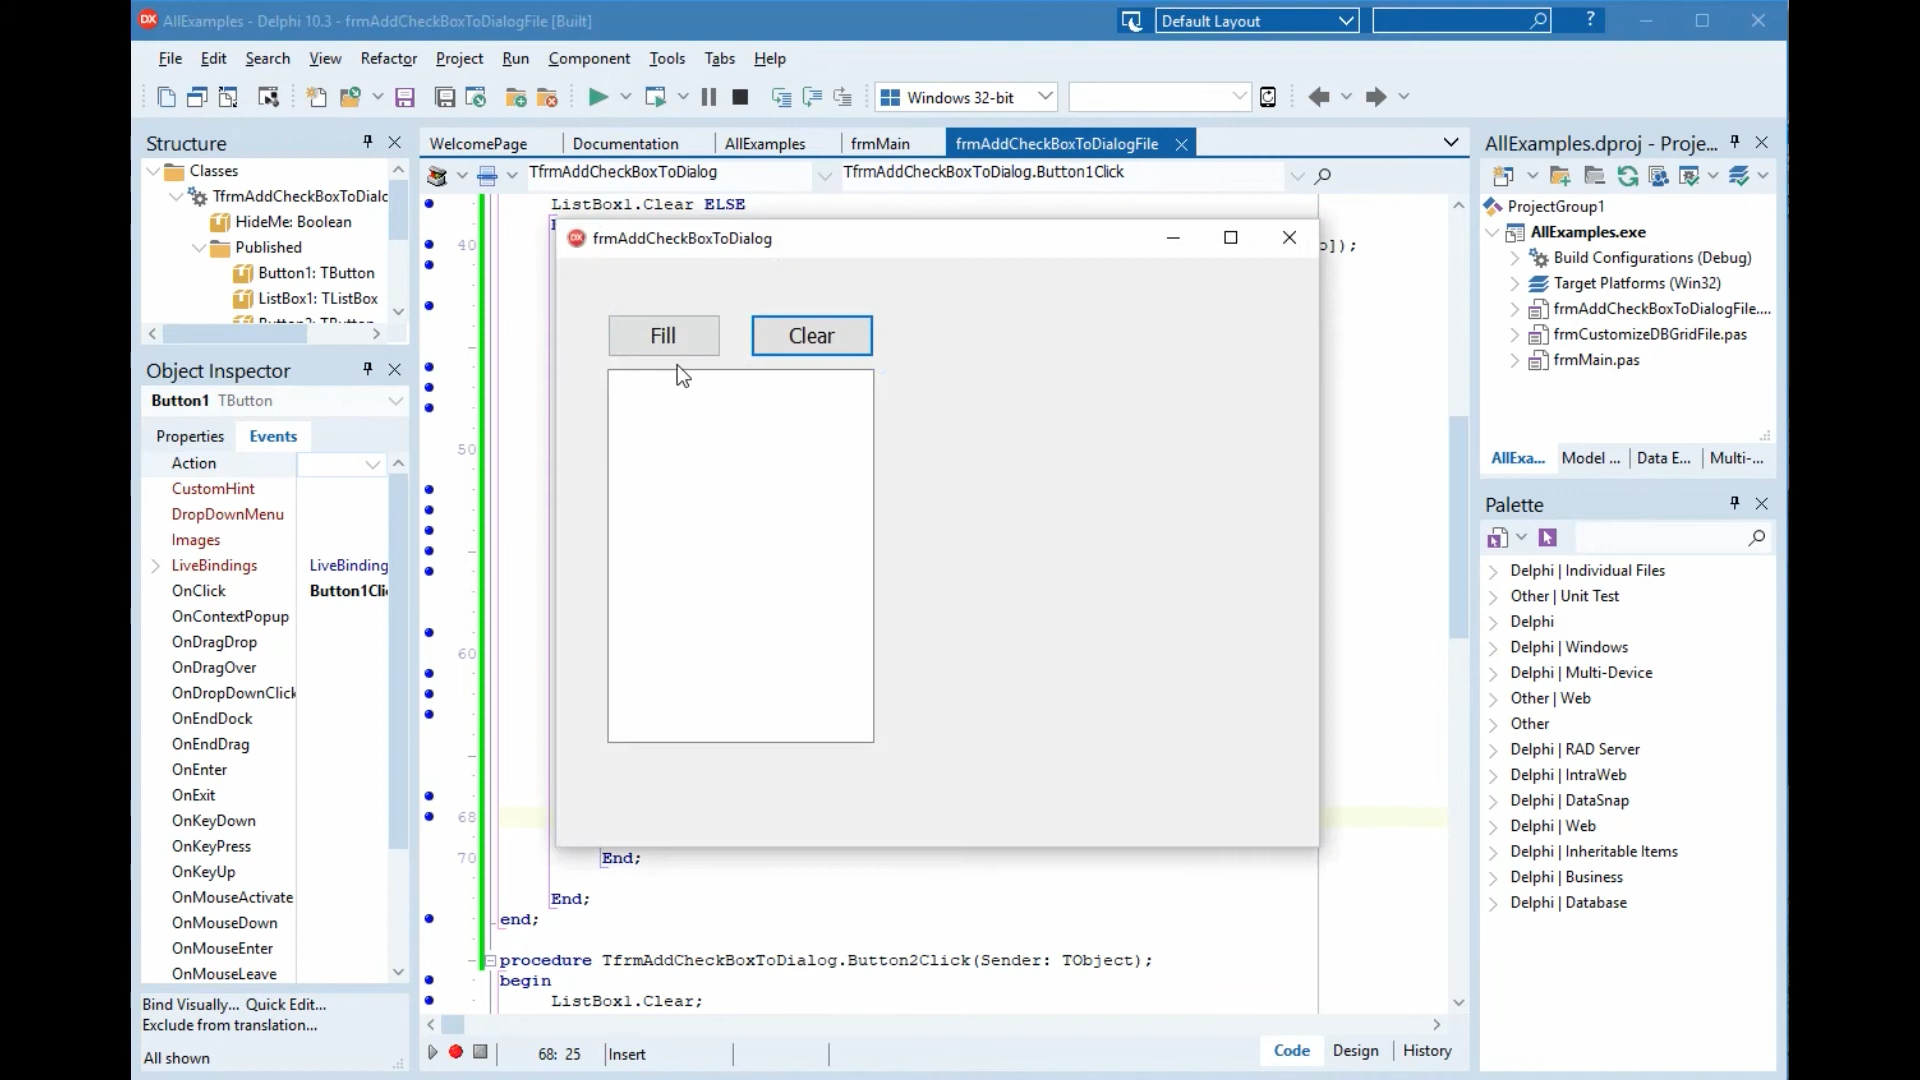 AllExamples - Delphi 10.3 - frmAddCheckBoxToDialogFile [Built]
Default Layout
?
File Edit Search View Refactor Project Run Component Tools Tabs Help
Windows 32-bit
Structure
Classes
TfrmAddCheckBoxToDialc
HideMe: Boolean
Published
Button1: TButton
ListBox1: TListBox
Object Inspector
Button1 TButton
Properties Events
Action
CustomHint
DropDownMenu
Images
LiveBindings LiveBinding
OnClick Button1Cli
OnContextPopup
OnDragDrop
OnDragOver
OnDropDownClick
OnEndDock
OnEndDrag
OnEnter
OnExit
OnKeyDown
OnKeyPress
OnKeyUp
OnMouseActivate
OnMouseDown
OnMouseEnter
OnMouseLeave
Bind Visually... Quick Edit...
Exclude from translation...
All shown
WelcomePage Documentation AllExamples frmMain frmAddCheckBoxToDialogFile
TfrmAddCheckBoxToDialog TfrmAddCheckBoxToDialog.Button1Click
ListBox1.Clear ELSE
40 ]);
frmAddCheckBoxToDialog
Fill Clear
50
60
68
70 End;
End;
end;
procedure TfrmAddCheckBoxToDialog.Button2Click(Sender: TObject);
begin
ListBox1.Clear;
68: 25 Insert
Code Design History
AllExamples.dproj - Proje...
ProjectGroup1
AllExamples.exe
Build Configurations (Debug)
Target Platforms (Win32)
frmAddCheckBoxToDialogFile....
frmCustomizeDBGridFile.pas
frmMain.pas
AllExa... Model ... Data E... Multi-...
Palette
Delphi | Individual Files
Other | Unit Test
Delphi
Delphi | Windows
Delphi | Multi-Device
Other | Web
Other
Delphi | RAD Server
Delphi | IntraWeb
Delphi | DataSnap
Delphi | Web
Delphi | Inheritable Items
Delphi | Business
Delphi | Database